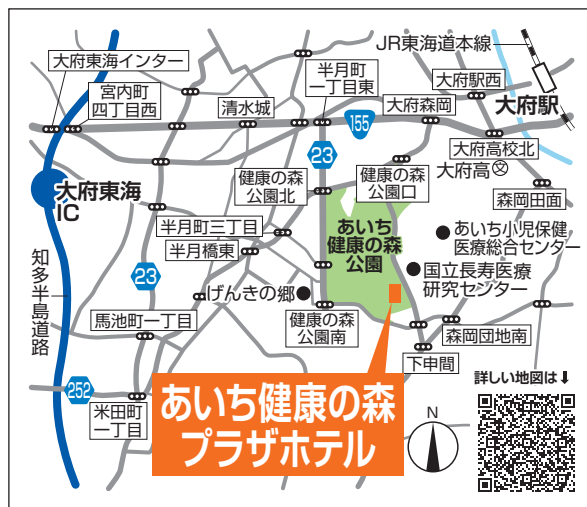 JR東海道本線
大府東海インター
宮内町
四丁目西
清水城
半月町
一丁目東
大府駅西
大府森岡
大府駅
155
23
大府高校北
大府高
健康の森
公園北
健康の森
公園口
大府東海
IC
森岡田面
半月町三丁目
あいち
健康の森
公園
あいち小児保健
医療総合センター
半月橋東
国立長寿医療
研究センター
知多半島道路
23
げんきの郷
健康の森
公園南
馬池町一丁目
森岡団地南
下申間
252
米田町
一丁目
あいち健康の森
プラザホテル
N
詳しい地図は⬇